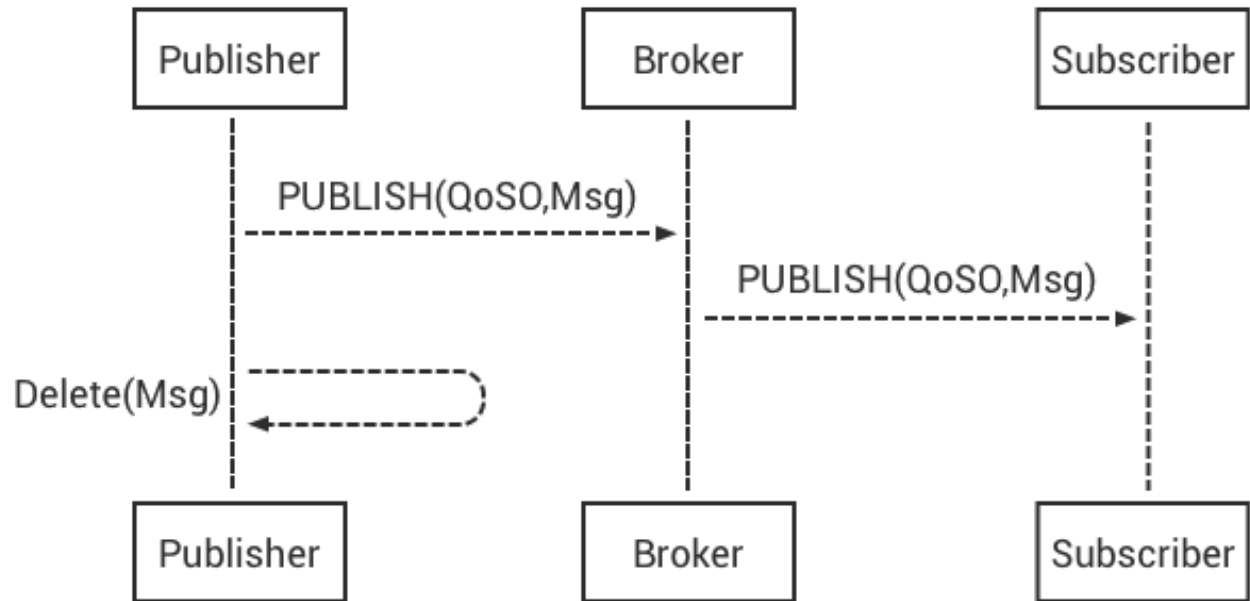 Publisher
Broker
Subscriber
PUBLISH(QoSO,Msg)
PUBLISH(QoSO,Msg)
Delete(Msg)
Publisher
Broker
Subscriber